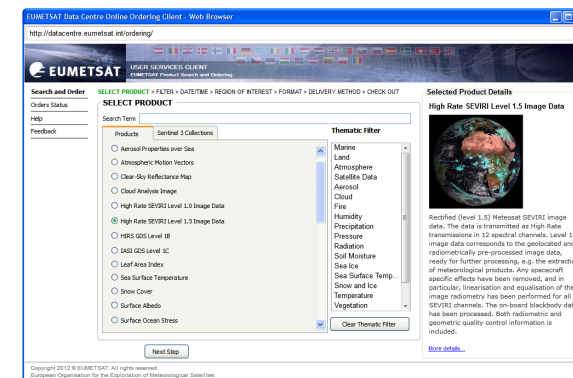 EUMETSAT Data Centre Online Ordering Client - Web Browser
http://datacentre.eumetsat.int/ordering/
EUMETSAT
USER SERVICES CLIENT
EUMETSAT Product Search and Ordering
Search and Order
Orders Status
Help
Feedback
SELECT PRODUCT > FILTER > DATE/TIME > REGION OF INTEREST > FORMAT > DELIVERY METHOD > CHECK OUT
SELECT PRODUCT
Search Term
Products
Sentinel 3 Collections
Aerosol Properties over Sea
Atmospheric Motion Vectors
Clear-Sky Reflectance Map
Cloud Analysis Image
High Rate SEVIRI Level 1.0 Image Data
High Rate SEVIRI Level 1.5 Image Data
HIRS GDS Level 1B
IASI GDS Level 1C
Leaf Area Index
Sea Surface Temperature
Snow Cover
Surface Albedo
Surface Ocean Stress
Thematic Filter
Marine
Land
Atmosphere
Satellite Data
Aerosol
Cloud
Fire
Humidity
Precipitation
Pressure
Radiation
Soil Moisture
Sea Ice
Sea Surface Temp...
Snow and Ice
Temperature
Vegetation
Clear Thematic Filter
Next Step
Selected Product Details
High Rate SEVIRI Level 1.5 Image Data
Rectified (level 1.5) Meteosat SEVIRI image
data. The data is transmitted as High Rate
transmissions in 12 spectral channels. Level 1
image data corresponds to the geolocated and
radiometrically pre-processed image data,
ready for further processing, e.g. the extractio
of meteorological products. Any spacecraft
specific effects have been removed, and in
particular, linearisation and equalisation of the
image radiometry has been performed for all
SEVIRI channels. The on-board blackbody dat
has been processed. Both radiometric and
geometric quality control information is
included.
More details...
Copyright 2012 © EUMETSAT. All rights reserved.
European Organisation for the Exploitation of Meteorological Satellites